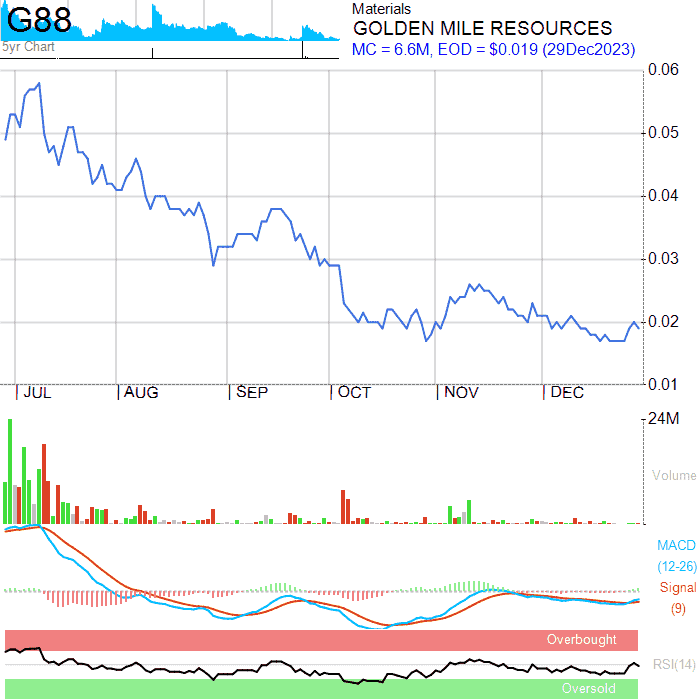 G88
5yr Chart
Materials
GOLDEN MILE RESOURCES
MC = 6.6M, EOD = $0.019 (29Dec2023)
0.06
0.05
0.04
0.03
0.02
0.01
JUL AUG SEP OCT NOV DEC
24M
Volume
MACD
(12-26)
Signal
(9)
Overbought
RSI(14)
Oversold